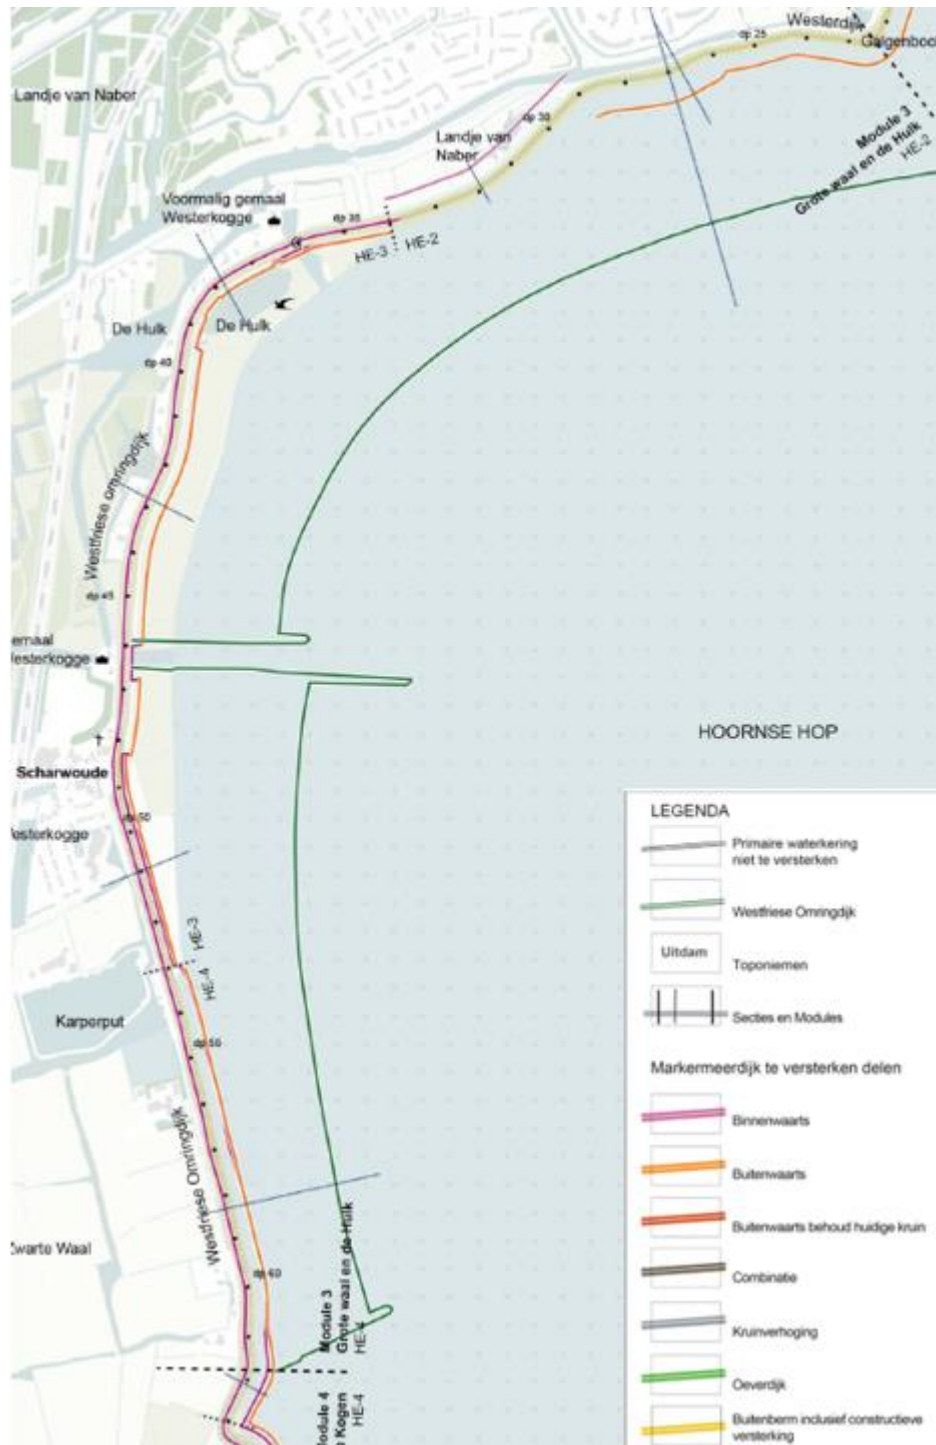 Westerdijk
dp 25
Galgenbock
Landje van Naber
dp 30
Landje van
Naber
Module 3
Grote waal en de Hulk
HE-2
Voormalig gemaal
Westerkogge
dp 35
HE-3
HE-2
De Hulk
De Hulk
dp 40
Westfriese omringdijk
dp 45
emaal
Westerkogge
HOORNSE HOP
Scharwoude
dp 50
Westerkogge
HE-3
HE-4
Karperput
dp 55
Westfriese Omringdijk
Zwarte Waal
dp 60
Module 3
Grote waal en de Hulk
HE-4
Module 4
Kogen
HE-4
LEGENDA
Primaire waterkering
niet te versterken
Westfriese Omringdijk
Uitdam
Toponiemen
Secties en Modules
Markermeerdijk te versterken delen
Binnenwaarts
Buitenwaarts
Buitenwaarts behoud huidige kruin
Combinatie
Kruinverhoging
Oeverdijk
Buitenberm inclusief constructieve
versterking